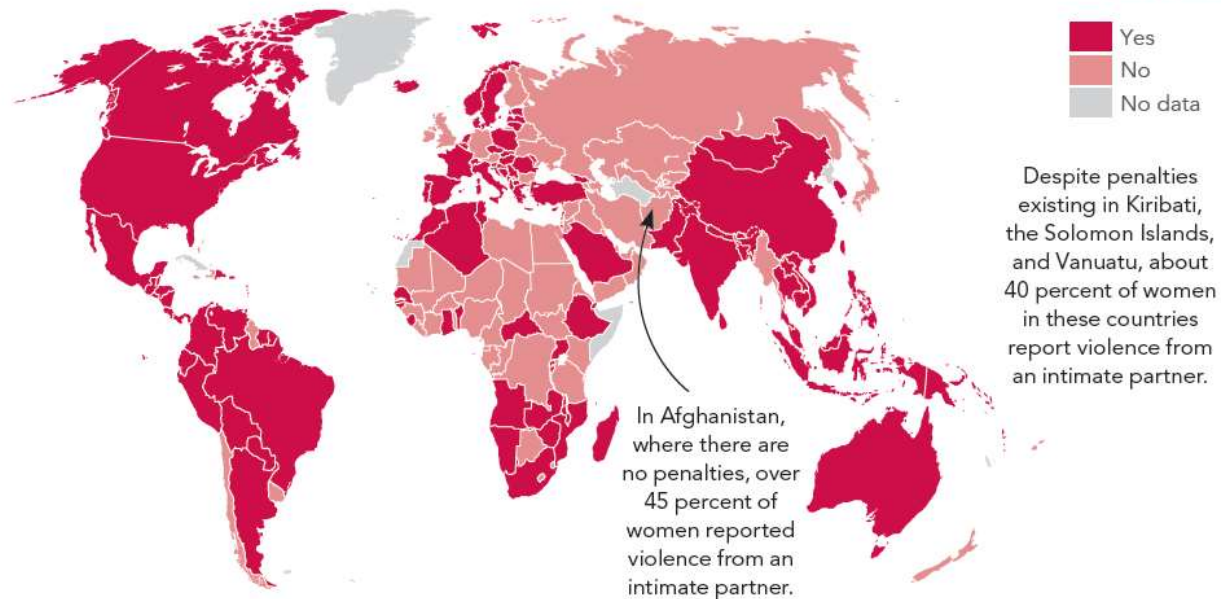 Yes
No
No data
Despite penalties
existing in Kiribati,
the Solomon Islands,
and Vanuatu, about
40 percent of women
in these countries
report violence from
an intimate partner.
In Afghanistan,
where there are
no penalties, over
45 percent of
women reported
violence from an
intimate partner.